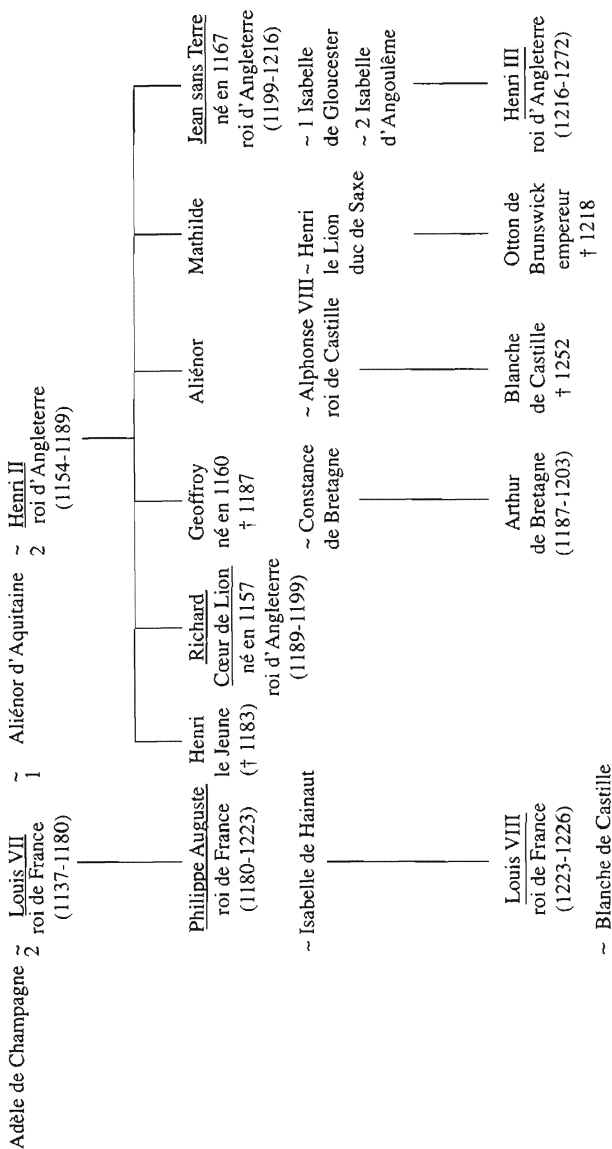 Adèle de Champagne ~ Louis VII ~ Aliénor d'Aquitaine ~ Henri II
2 roi de France 1 2 roi d'Angleterre
(1137-1180) (1154-1189)
Philippe Auguste
roi de France
(1180-1223)
~ Isabelle de Hainaut
Henri
le Jeune
(† 1183)
Richard
Cœur de Lion
né en 1157
roi d'Angleterre
(1189-1199)
Geoffroy
né en 1160
† 1187
~ Constance
de Bretagne
Aliénor
~ Alphonse VIII
roi de Castille
Mathilde
~ Henri
le Lion
duc de Saxe
Jean sans Terre
né en 1167
roi d'Angleterre
(1199-1216)
~ 1 Isabelle
de Gloucester
~ 2 Isabelle
d'Angoulême
Louis VIII
roi de France
(1223-1226)
~ Blanche de Castille
Arthur
de Bretagne
(1187-1203)
Blanche
de Castille
† 1252
Otton de
Brunswick
empereur
† 1218
Henri III
roi d'Angleterre
(1216-1272)